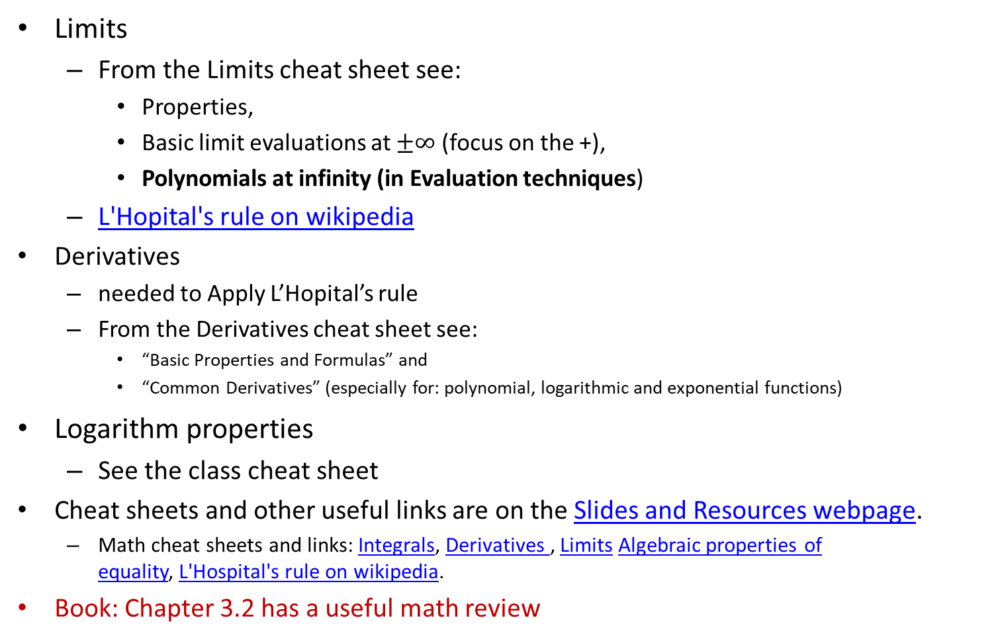 • Limits
– From the Limits cheat sheet see:
• Properties,
• Basic limit evaluations at ±∞ (focus on the +),
• Polynomials at infinity (in Evaluation techniques)
– L'Hopital's rule on wikipedia
• Derivatives
– needed to Apply L’Hopital’s rule
– From the Derivatives cheat sheet see:
• “Basic Properties and Formulas” and
• “Common Derivatives” (especially for: polynomial, logarithmic and exponential functions)
• Logarithm properties
– See the class cheat sheet
• Cheat sheets and other useful links are on the Slides and Resources webpage.
– Math cheat sheets and links: Integrals, Derivatives , Limits Algebraic properties of
equality, L'Hospital's rule on wikipedia.
• Book: Chapter 3.2 has a useful math review